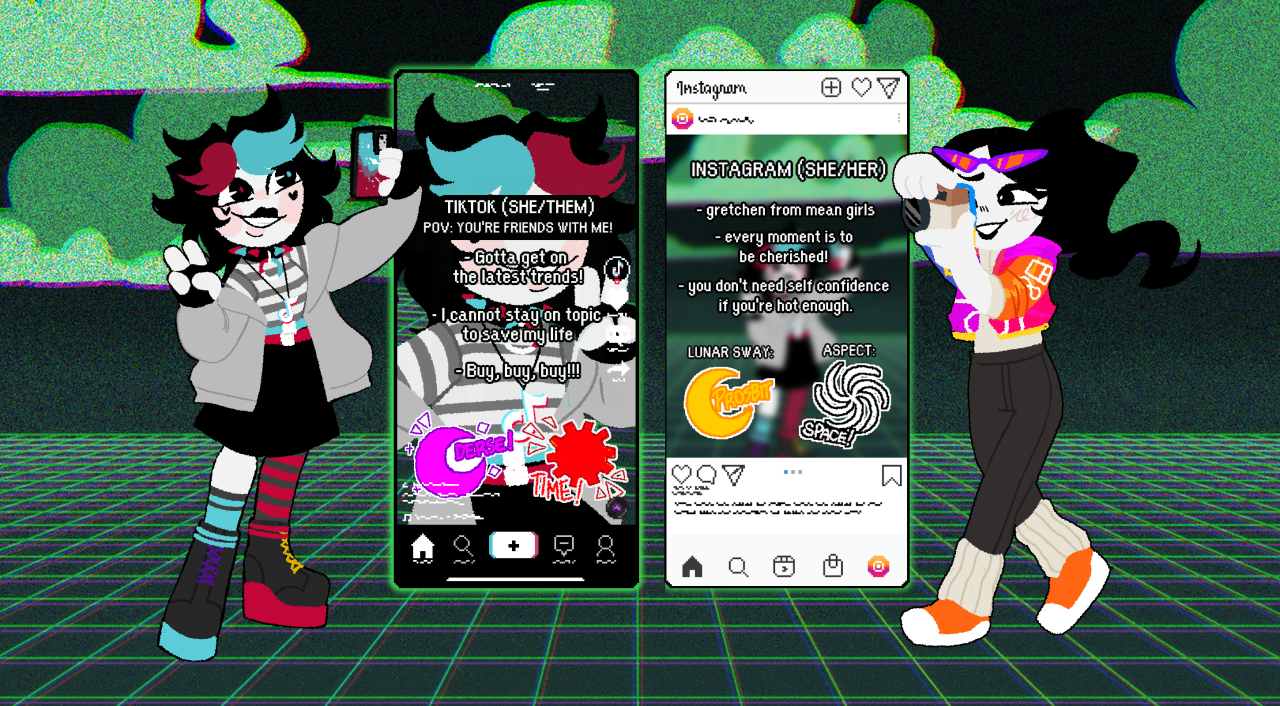 TIKTOK (SHE/THEM)
POV: YOU'RE FRIENDS WITH ME!
- Gotta get on
the latest trends!
- I cannot stay on topic
to save my life
- Buy, buy, buy!!!
DERSE!
TIME!
Instagram
INSTAGRAM (SHE/HER)
- gretchen from mean girls
- every moment is to
be cherished!
- you don't need self confidence
if you're hot enough.
LUNAR SWAY:
ASPECT:
PROSBIT
SPACE!